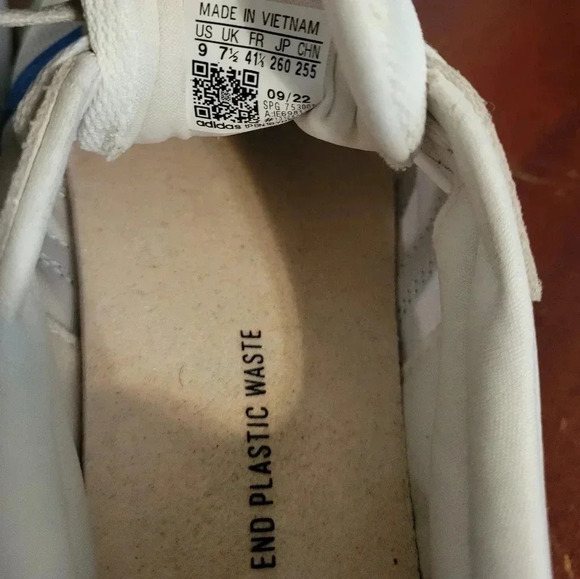 MADE IN VIETNAM
US UK FR JP CHN
9 7½ 41⅓ 260 255
09/22
adidas
END PLASTIC WASTE